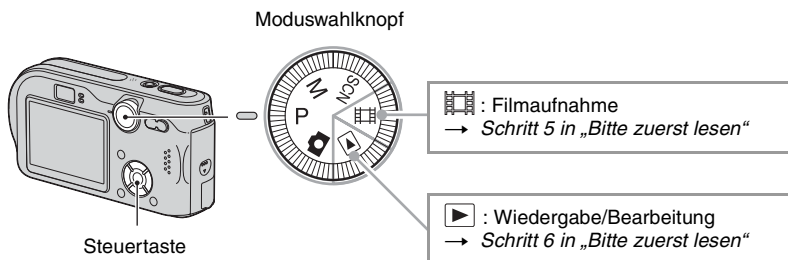 Moduswahlknopf
M
SCN
P
: Filmaufnahme
→ Schritt 5 in „Bitte zuerst lesen“
: Wiedergabe/Bearbeitung
→ Schritt 6 in „Bitte zuerst lesen“
Steuertaste